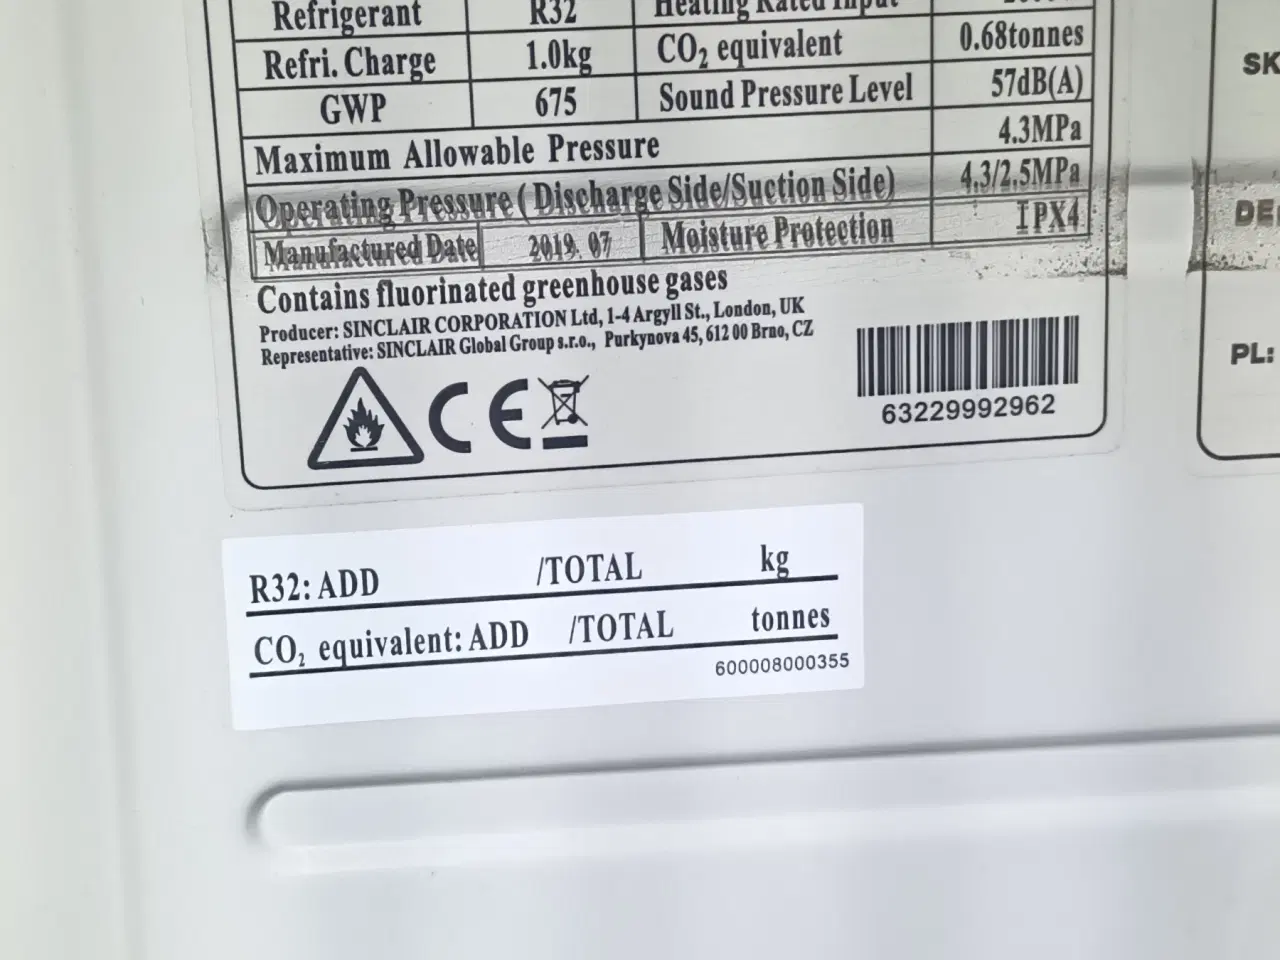 Refrigerant R32 Heating Rated Input
Refri. Charge 1.0kg CO₂ equivalent 0.68tonnes
GWP 675 Sound Pressure Level 57dB(A)
Maximum Allowable Pressure 4.3MPa
Operating Pressure ( Discharge Side/Suction Side) 4.3/2.5MPa
Manufactured Date 2019. 07 Moisture Protection IPX4
Contains fluorinated greenhouse gases
Producer: SINCLAIR CORPORATION Ltd, 1-4 Argyll St., London, UK
Representative: SINCLAIR Global Group s.r.o., Purkynova 45, 612 00 Brno, CZ
CE
63229992962
R32: ADD /TOTAL kg
CO₂ equivalent: ADD /TOTAL tonnes
600008000355
SK
DE
PL: